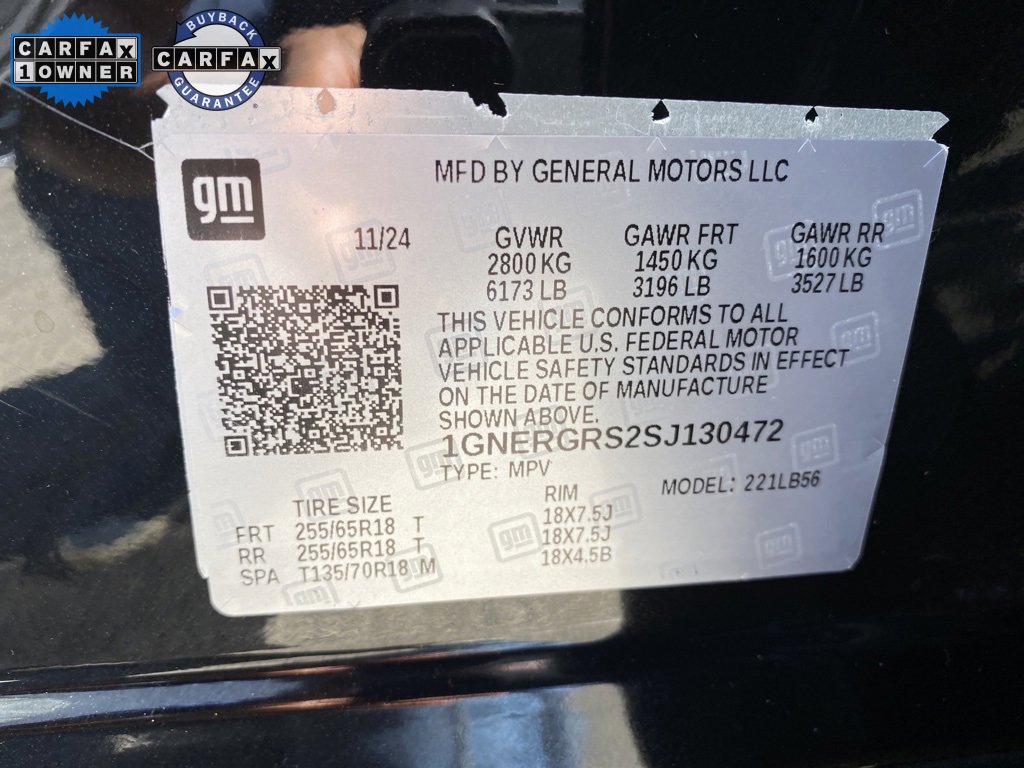 CARFAX
1 OWNER
BUYBACK
CARFAX
GUARANTEE
gm
MFD BY GENERAL MOTORS LLC
11/24 GVWR GAWR FRT GAWR RR
2800 KG 1450 KG 1600 KG
6173 LB 3196 LB 3527 LB
THIS VEHICLE CONFORMS TO ALL
APPLICABLE U.S. FEDERAL MOTOR
VEHICLE SAFETY STANDARDS IN EFFECT
ON THE DATE OF MANUFACTURE
SHOWN ABOVE.
1GNERGRS2SJ130472
TYPE: MPV MODEL: 221LB56
TIRE SIZE RIM
FRT 255/65R18 T 18X7.5J
RR 255/65R18 T 18X7.5J
SPA T135/70R18 M 18X4.5B